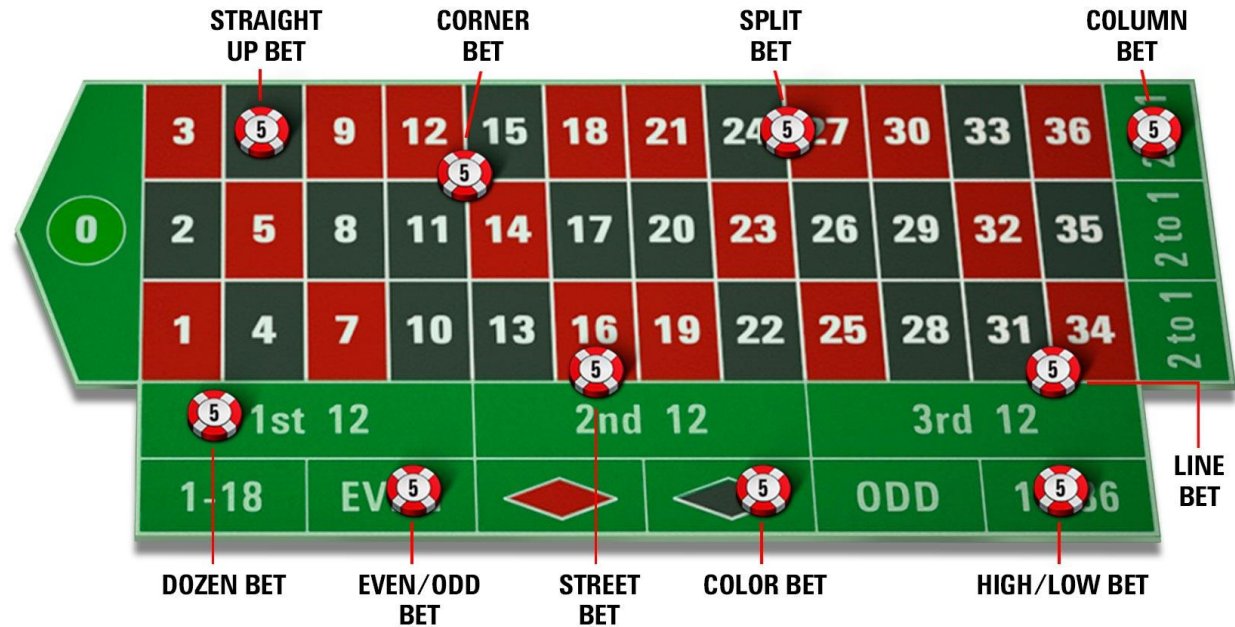 STRAIGHT
UP BET
CORNER
BET
SPLIT
BET
COLUMN
BET
3 5 9 12 15 18 21 24 5 27 30 33 36 5
5
0 2 5 8 11 14 17 20 23 26 29 32 35 2 to 1
1 4 7 10 13 16 19 22 25 28 31 34 2 to 1
5 5
5 1st 12 2nd 12 3rd 12
1-18 5 5 ODD 5
LINE
BET
DOZEN BET
EVEN/ODD
BET
STREET
BET
COLOR BET
HIGH/LOW BET